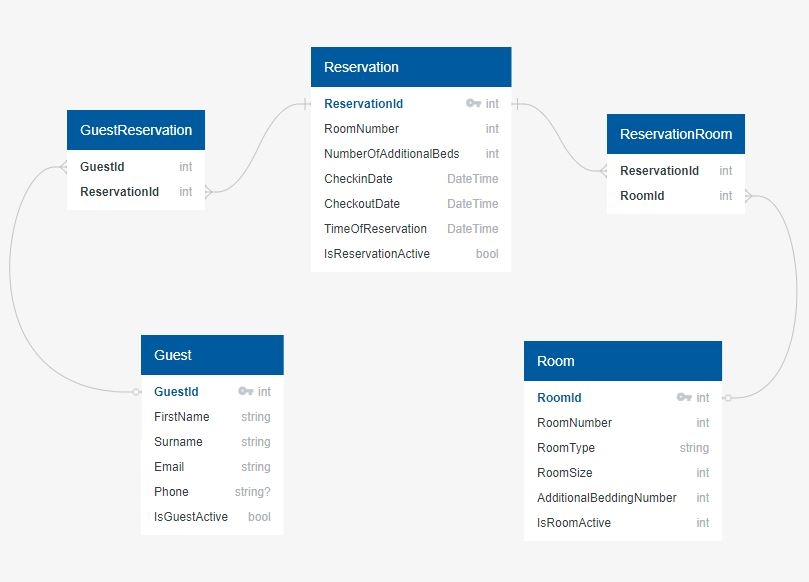 Reservation
ReservationId int
RoomNumber int
NumberOfAdditionalBeds int
CheckinDate DateTime
CheckoutDate DateTime
TimeOfReservation DateTime
IsReservationActive bool
GuestReservation
GuestId int
ReservationId int
ReservationRoom
ReservationId int
RoomId int
Guest
GuestId int
FirstName string
Surname string
Email string
Phone string?
IsGuestActive bool
Room
RoomId int
RoomNumber int
RoomType string
RoomSize int
AdditionalBeddingNumber int
IsRoomActive int